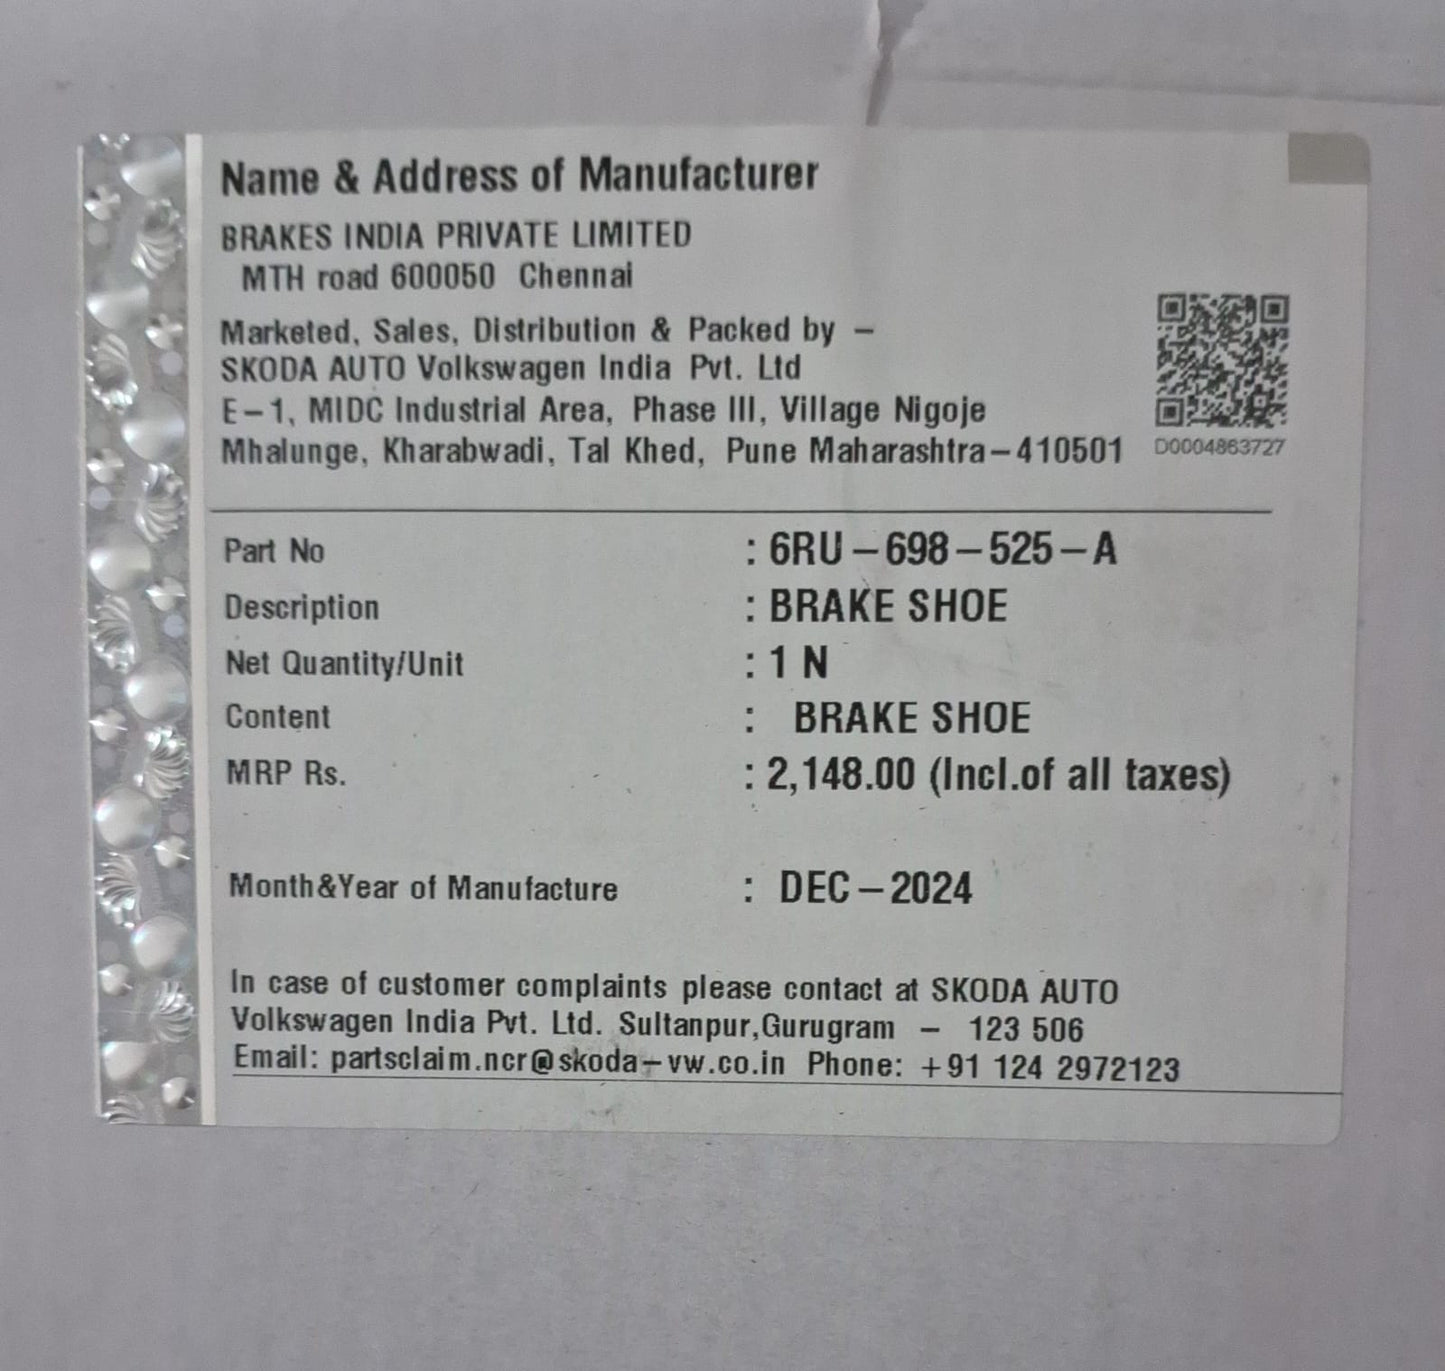 Name & Address of Manufacturer
BRAKES INDIA PRIVATE LIMITED
MTH road 600050 Chennai
Marketed, Sales, Distribution & Packed by –
SKODA AUTO Volkswagen India Pvt. Ltd
E–1, MIDC Industrial Area, Phase III, Village Nigoje
Mhalunge, Kharabwadi, Tal Khed, Pune Maharashtra–410501
D0004863727
Part No : 6RU–698–525–A
Description : BRAKE SHOE
Net Quantity/Unit : 1 N
Content : BRAKE SHOE
MRP Rs. : 2,148.00 (Incl.of all taxes)
Month&Year of Manufacture : DEC–2024
In case of customer complaints please contact at SKODA AUTO
Volkswagen India Pvt. Ltd. Sultanpur,Gurugram – 123 506
Email: partsclaim.ncr@skoda–vw.co.in Phone: +91 124 2972123